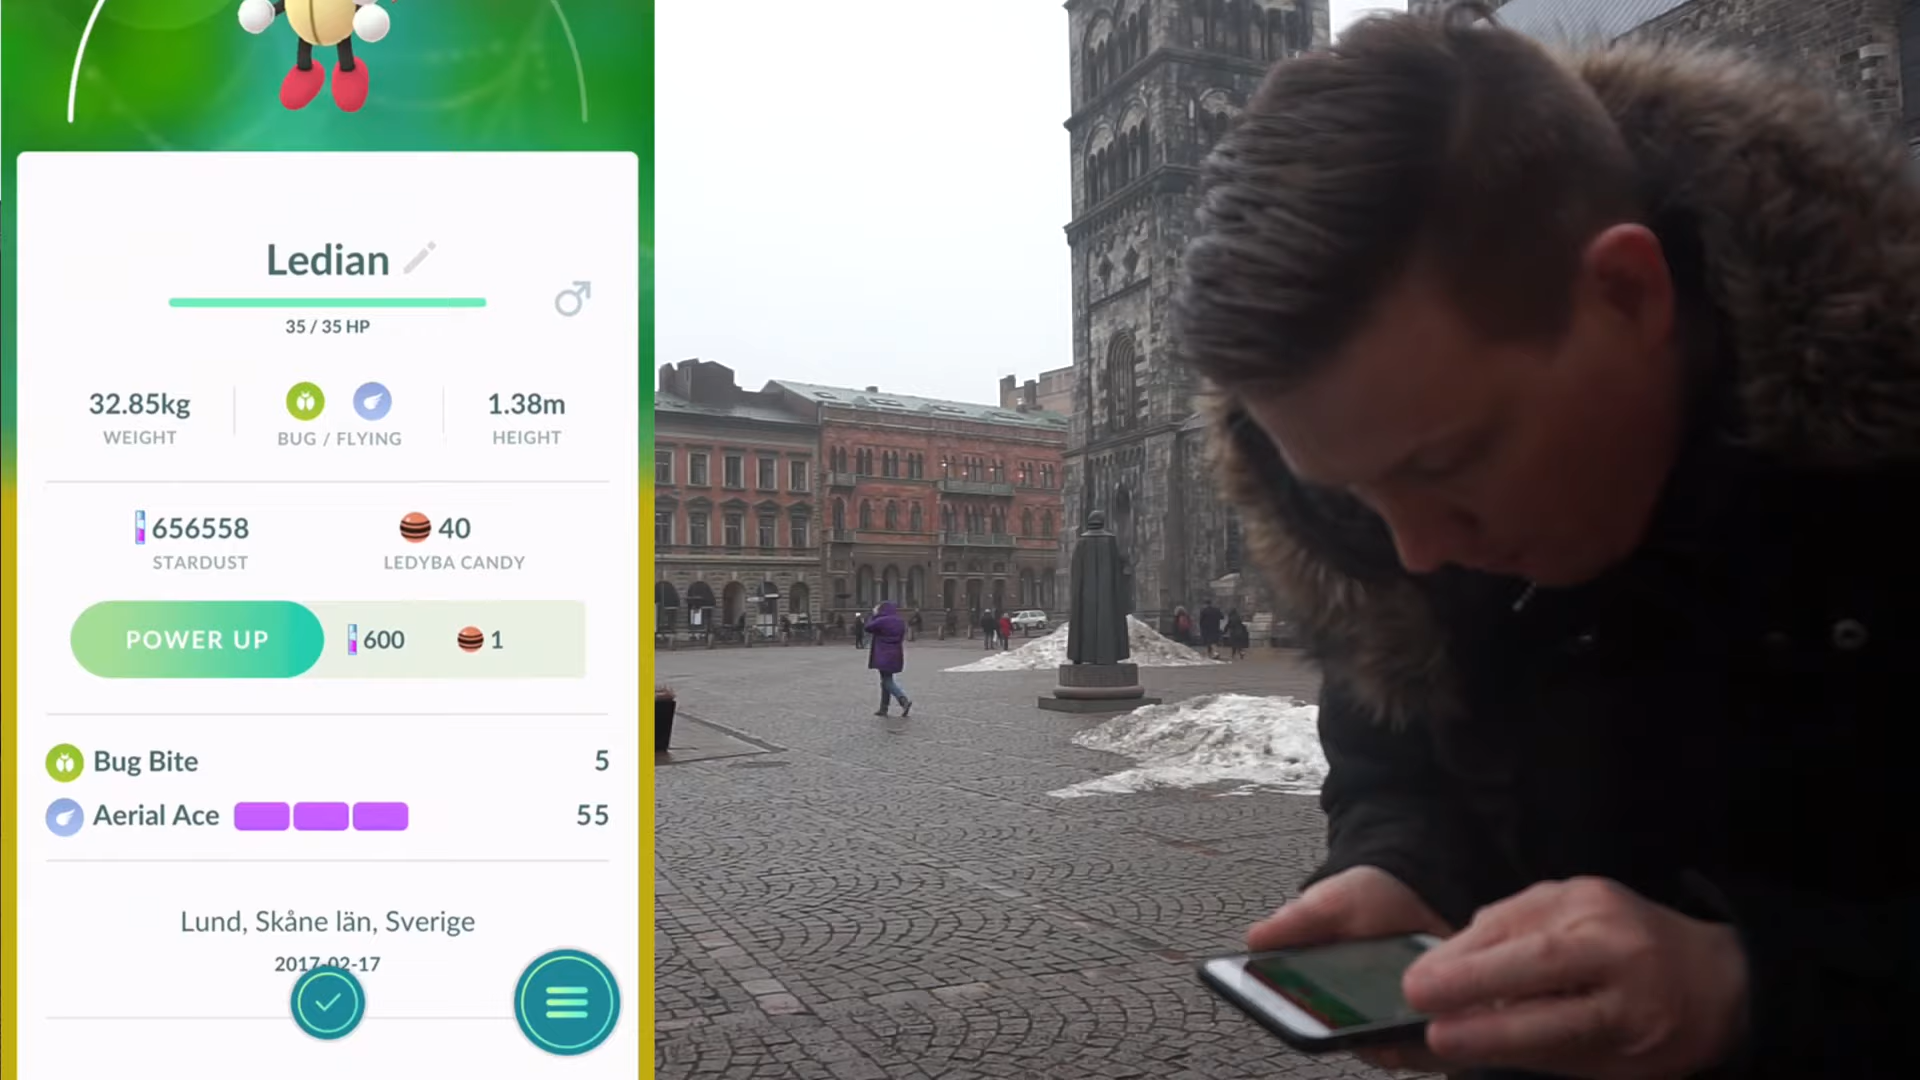 Ledian
35 / 35 HP
32.85kg
WEIGHT
BUG / FLYING
1.38m
HEIGHT
656558
STARDUST
40
LEDYBA CANDY
POWER UP
600
1
Bug Bite
5
Aerial Ace
55
Lund, Skåne län, Sverige
2017-02-17